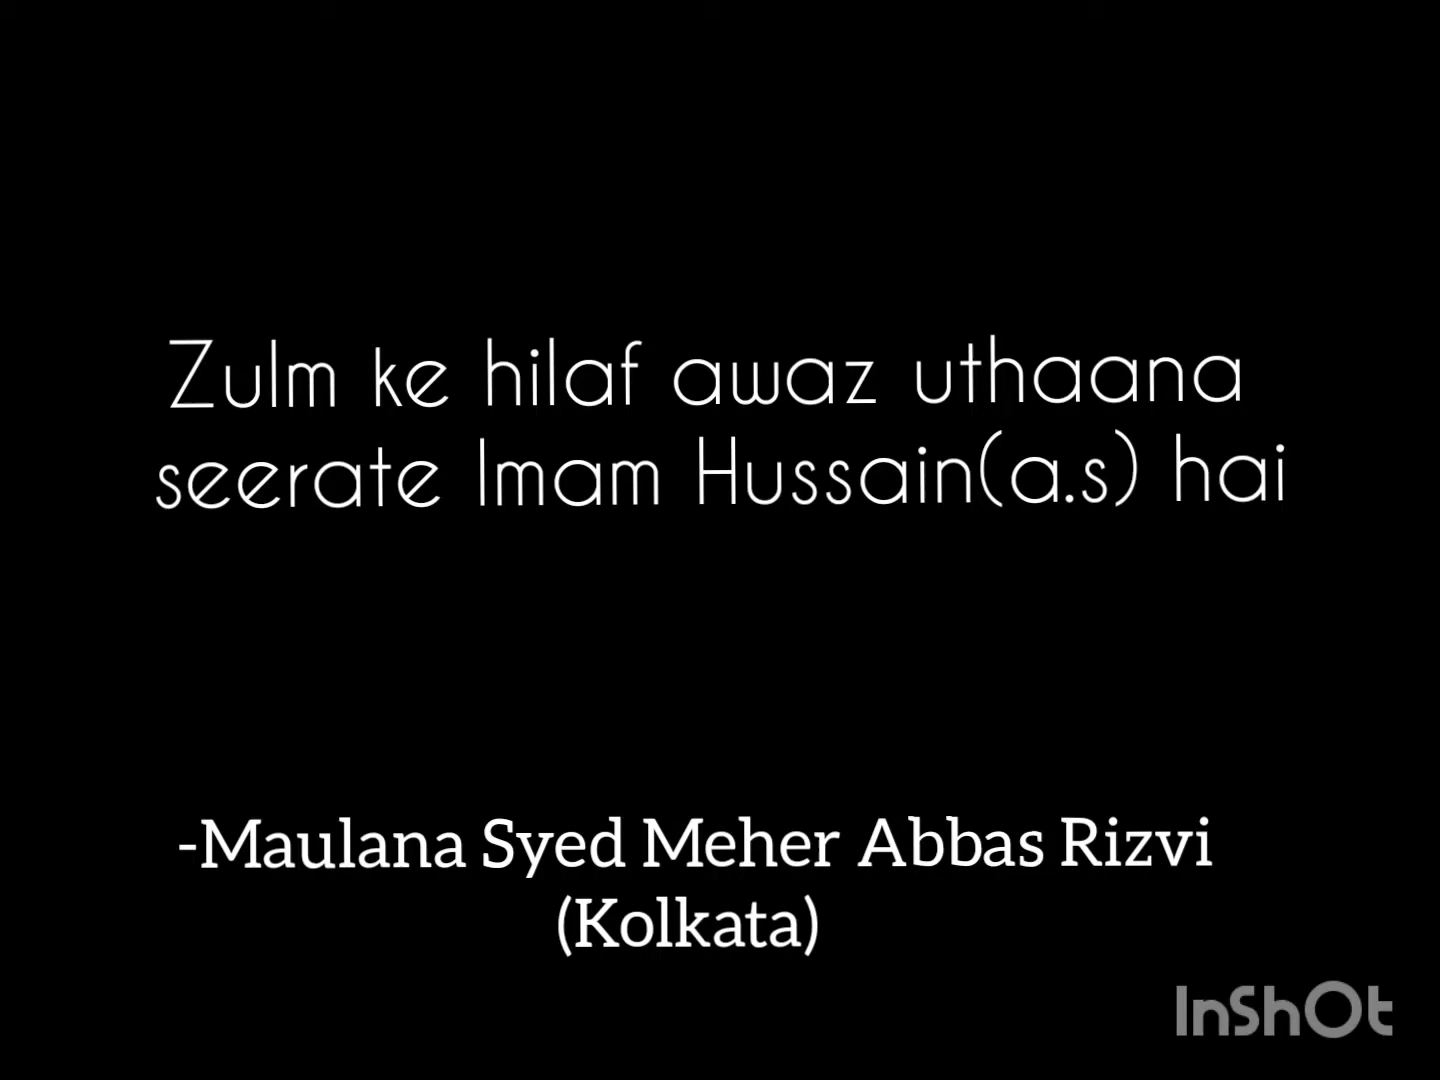 Zulm ke hilaf awaz uthaana
seerate Imam Hussain(a.s) hai
-Maulana Syed Meher Abbas Rizvi
(Kolkata)
InShOt